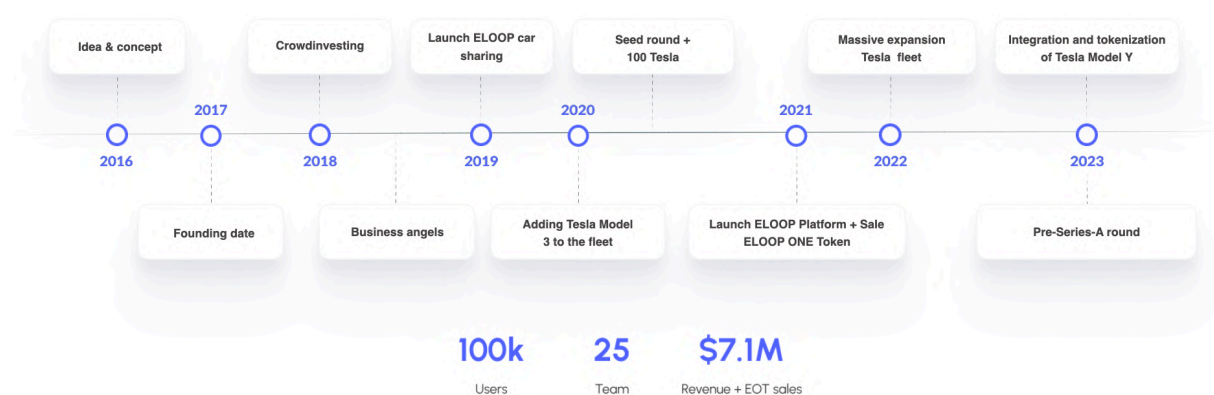 Idea & concept
Crowdinvesting
Launch ELOOP car
sharing
Seed round +
100 Tesla
Massive expansion
Tesla fleet
Integration and tokenization
of Tesla Model Y
2017
2020
2021
2016
2018
2019
2022
2023
Founding date
Business angels
Adding Tesla Model
3 to the fleet
Launch ELOOP Platform + Sale
ELOOP ONE Token
Pre-Series-A round
100k
25
$7.1M
Users
Team
Revenue + EOT sales